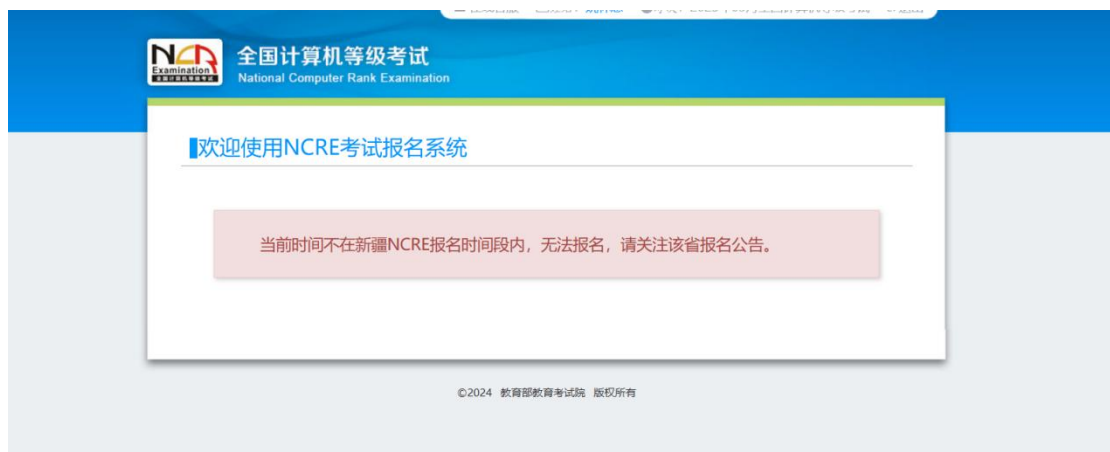 Examination
全国计算机等级考试
National Computer Rank Examination
欢迎使用NCRE考试报名系统
当前时间不在新疆NCRE报名时间段内，无法报名，请关注该省报名公告。
©2024 教育部教育考试院 版权所有